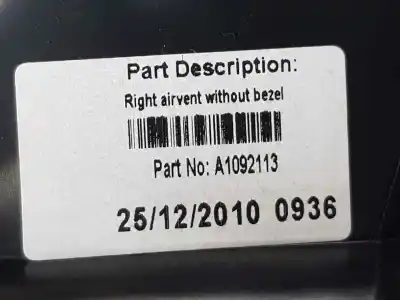 Part Description:
Right airvent without bezel
Part No: A1092113
25/12/2010 0936